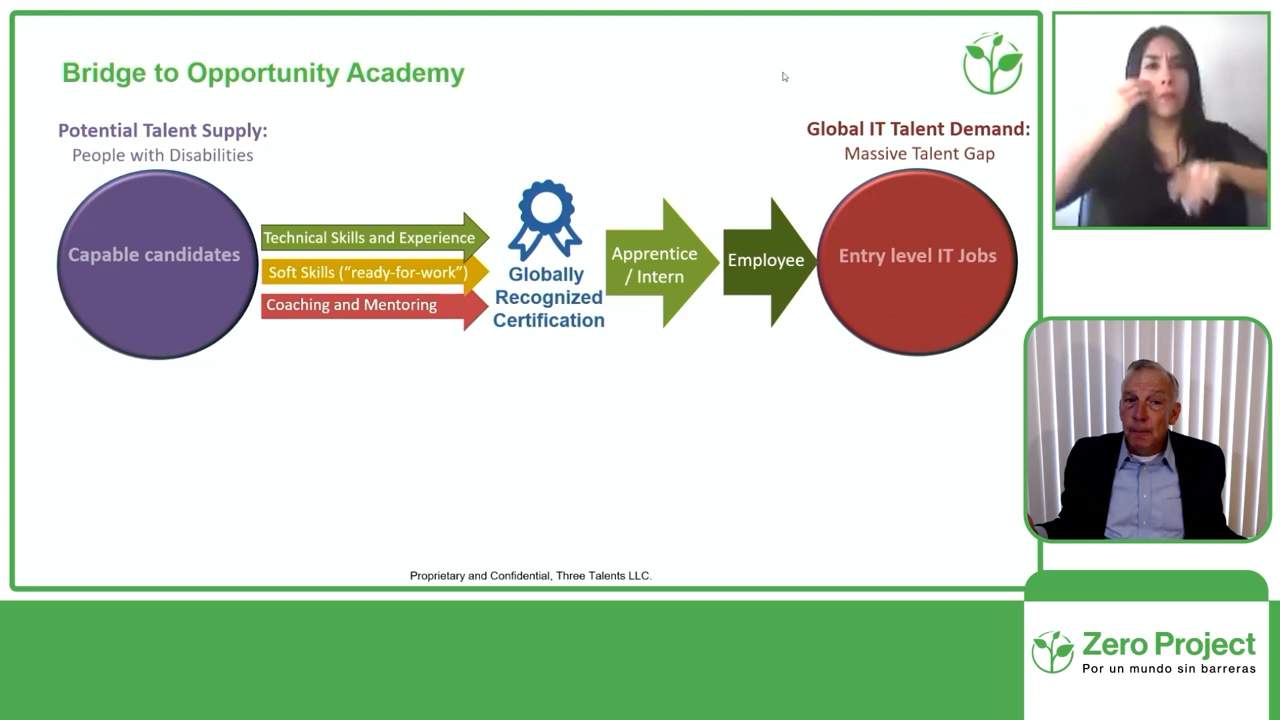 Bridge to Opportunity Academy
Potential Talent Supply:
People with Disabilities
Global IT Talent Demand:
Massive Talent Gap
Capable candidates
Technical Skills and Experience
Soft Skills (“ready-for-work”)
Coaching and Mentoring
Globally
Recognized
Certification
Apprentice
/ Intern
Employee
Entry level IT Jobs
Proprietary and Confidential, Three Talents LLC.
Zero Project
Por un mundo sin barreras